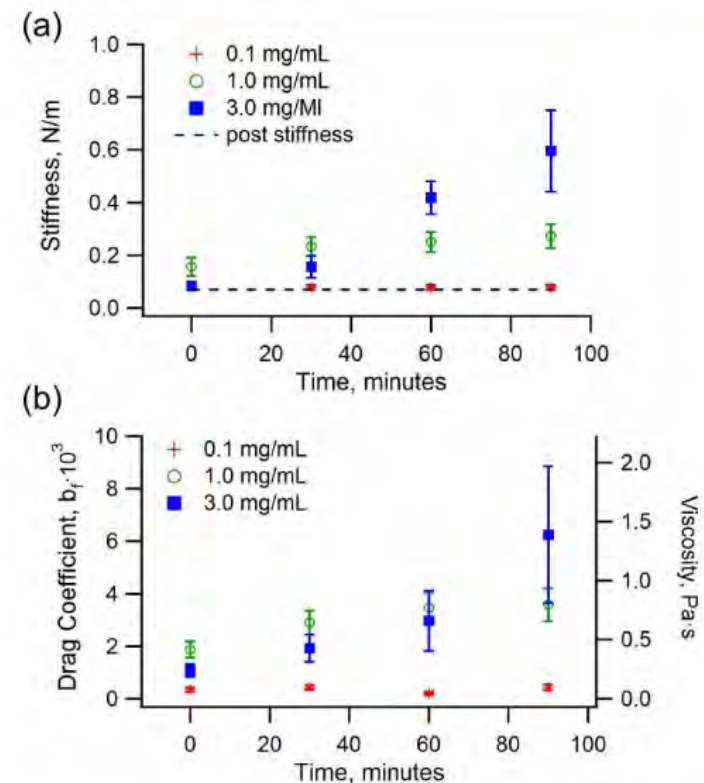 (a)
1.0
0.8
0.6
0.4
0.2
0.0
Stiffness, N/m
0.1 mg/mL
1.0 mg/mL
3.0 mg/Ml
post stiffness
0 20 40 60 80 100
Time, minutes
(b)
10
8
6
4
2
0
Drag Coefficient, b_f·10³
0.1 mg/mL
1.0 mg/mL
3.0 mg/mL
2.0
1.5
1.0
0.5
0.0
Viscosity, Pa·s
0 20 40 60 80 100
Time, minutes